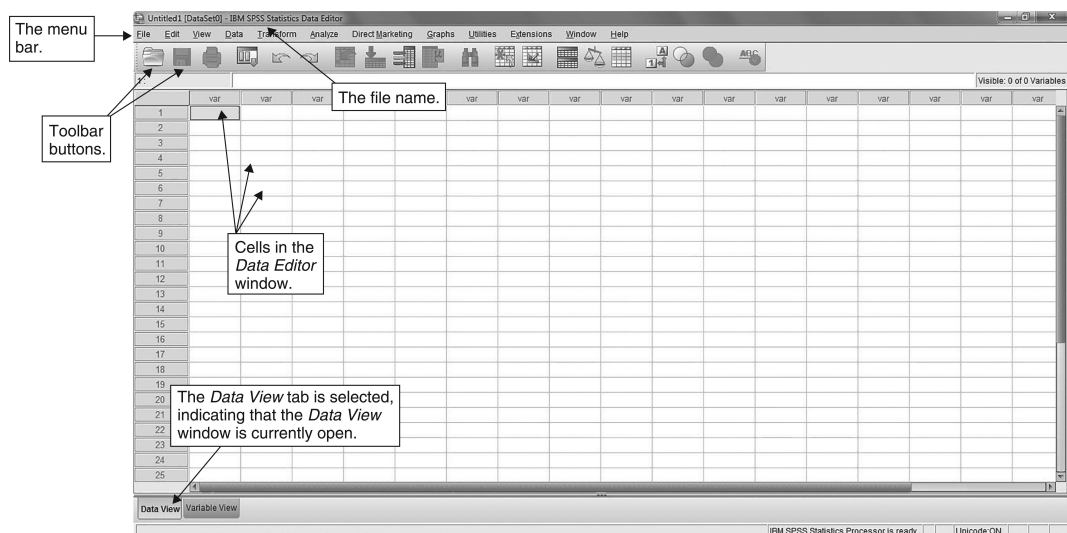 Untitled1 [DataSet0] - IBM SPSS Statistics Data Editor
The menu
bar.
File Edit View Data Transform Analyze Direct Marketing Graphs Utilities Extensions Window Help
1 :
Visible: 0 of 0 Variables
The file name.
var var var var var var var var var var var var var
Toolbar
buttons.
1
2
3
4
5
6
7
8
9
Cells in the
Data Editor
window.
10
11
12
13
14
15
16
17
18
19
The Data View tab is selected,
indicating that the Data View
window is currently open.
20
21
22
23
24
25
Data View Variable View
IBM SPSS Statistics Processor is ready Unicode:ON